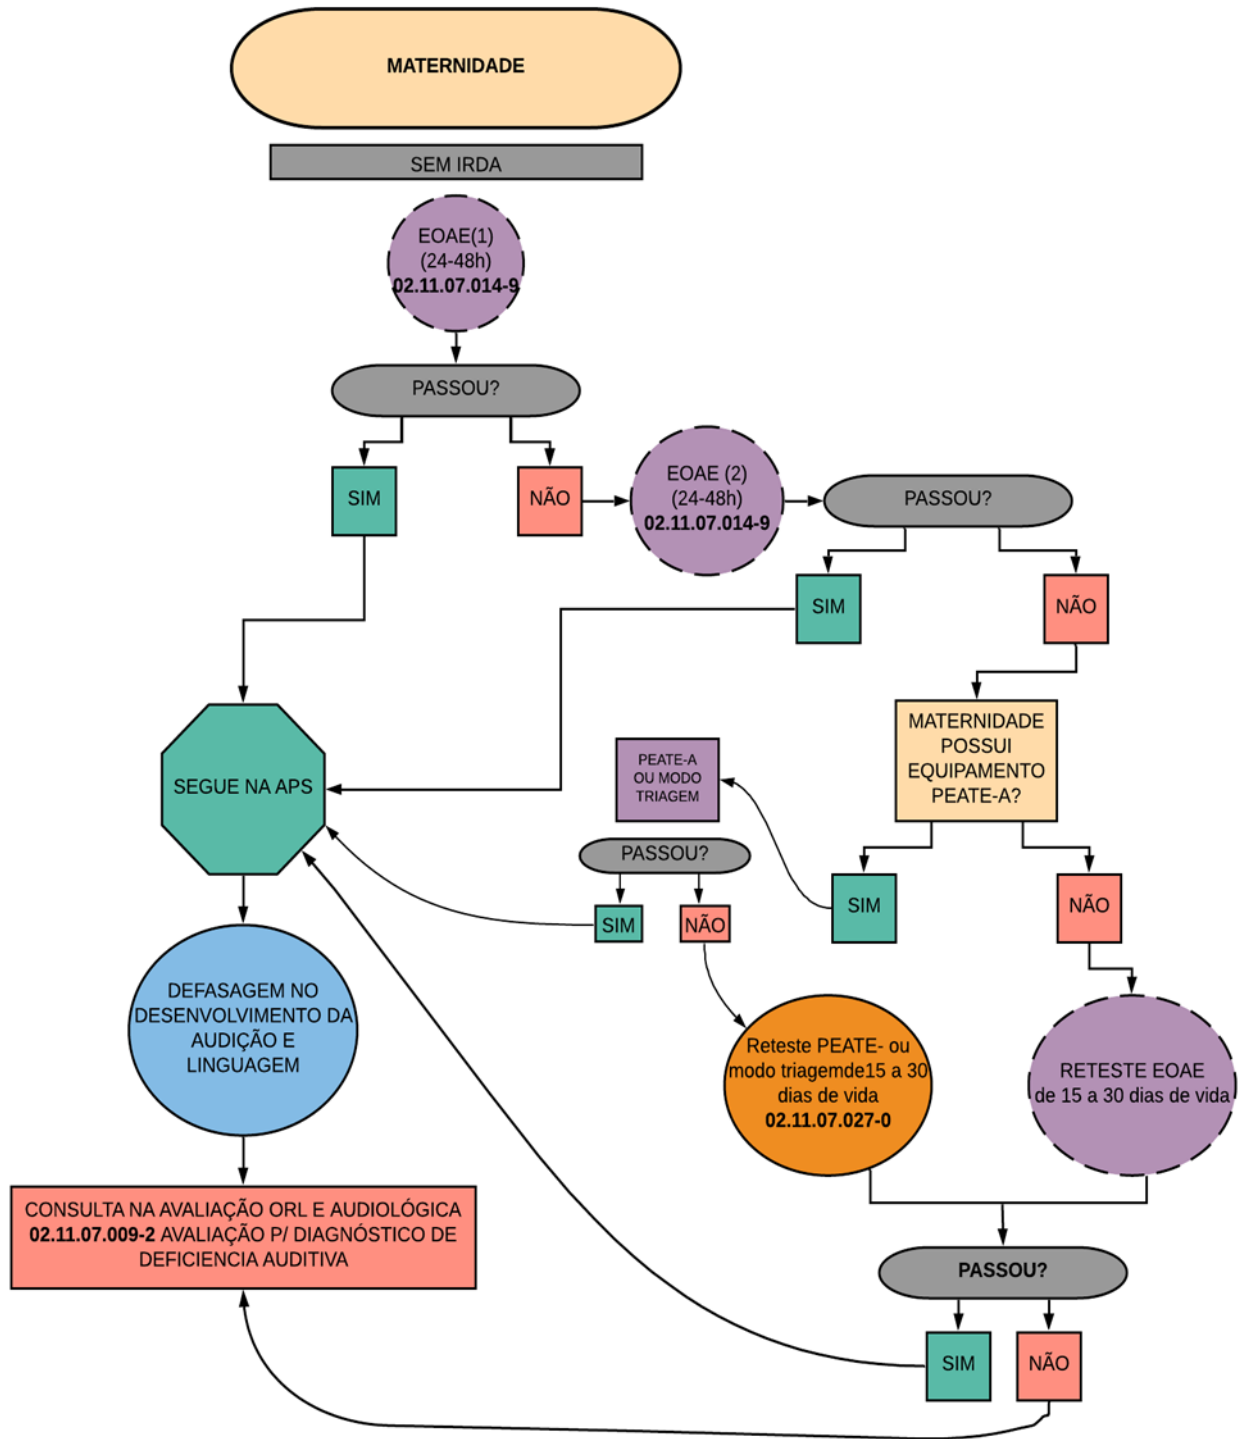 MATERNIDADE
SEM IRDA
EOAE(1)
(24-48h)
02.11.07.014-9
PASSOU?
SIM
NÃO
EOAE (2)
(24-48h)
02.11.07.014-9
PASSOU?
SIM
NÃO
MATERNIDADE
POSSUI
EQUIPAMENTO
PEATE-A?
SIM
NÃO
PEATE-A
OU MODO
TRIAGEM
PASSOU?
SIM
NÃO
SEGUE NA APS
DEFASAGEM NO
DESENVOLVIMENTO DA
AUDIÇÃO E
LINGUAGEM
Reteste PEATE- ou
modo triagemde15 a 30
dias de vida
02.11.07.027-0
RETESTE EOAE
de 15 a 30 dias de vida
CONSULTA NA AVALIAÇÃO ORL E AUDIOLÓGICA
02.11.07.009-2 AVALIAÇÃO P/ DIAGNÓSTICO DE
DEFICIENCIA AUDITIVA
PASSOU?
SIM
NÃO